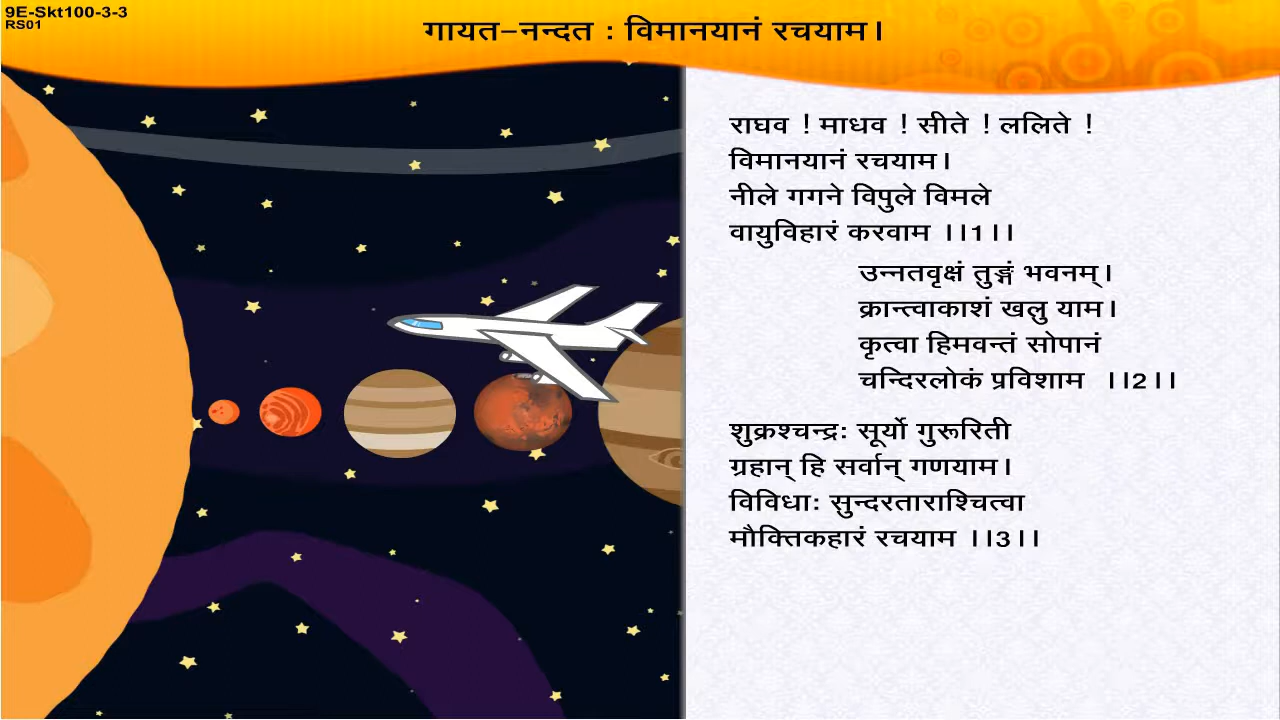 9E-Skt100-3-3
RS01
गायत-नन्दत : विमानयानं रचयाम।
राघव ! माधव ! सीते ! ललिते !
विमानयानं रचयाम।
नीले गगने विपुले विमले
वायुविहारं करवाम ।।1।।
उन्नतवृक्षं तुङ्गं भवनम्।
क्रान्त्वाकाशं खलु याम।
कृत्वा हिमवन्तं सोपानं
चन्दिरलोकं प्रविशाम ।।2।।
शुक्रश्चन्द्रः सूर्यो गुरूरिती
ग्रहान् हि सर्वान् गणयाम।
विविधाः सुन्दरताराश्चित्वा
मौक्तिकहारं रचयाम ।।3।।